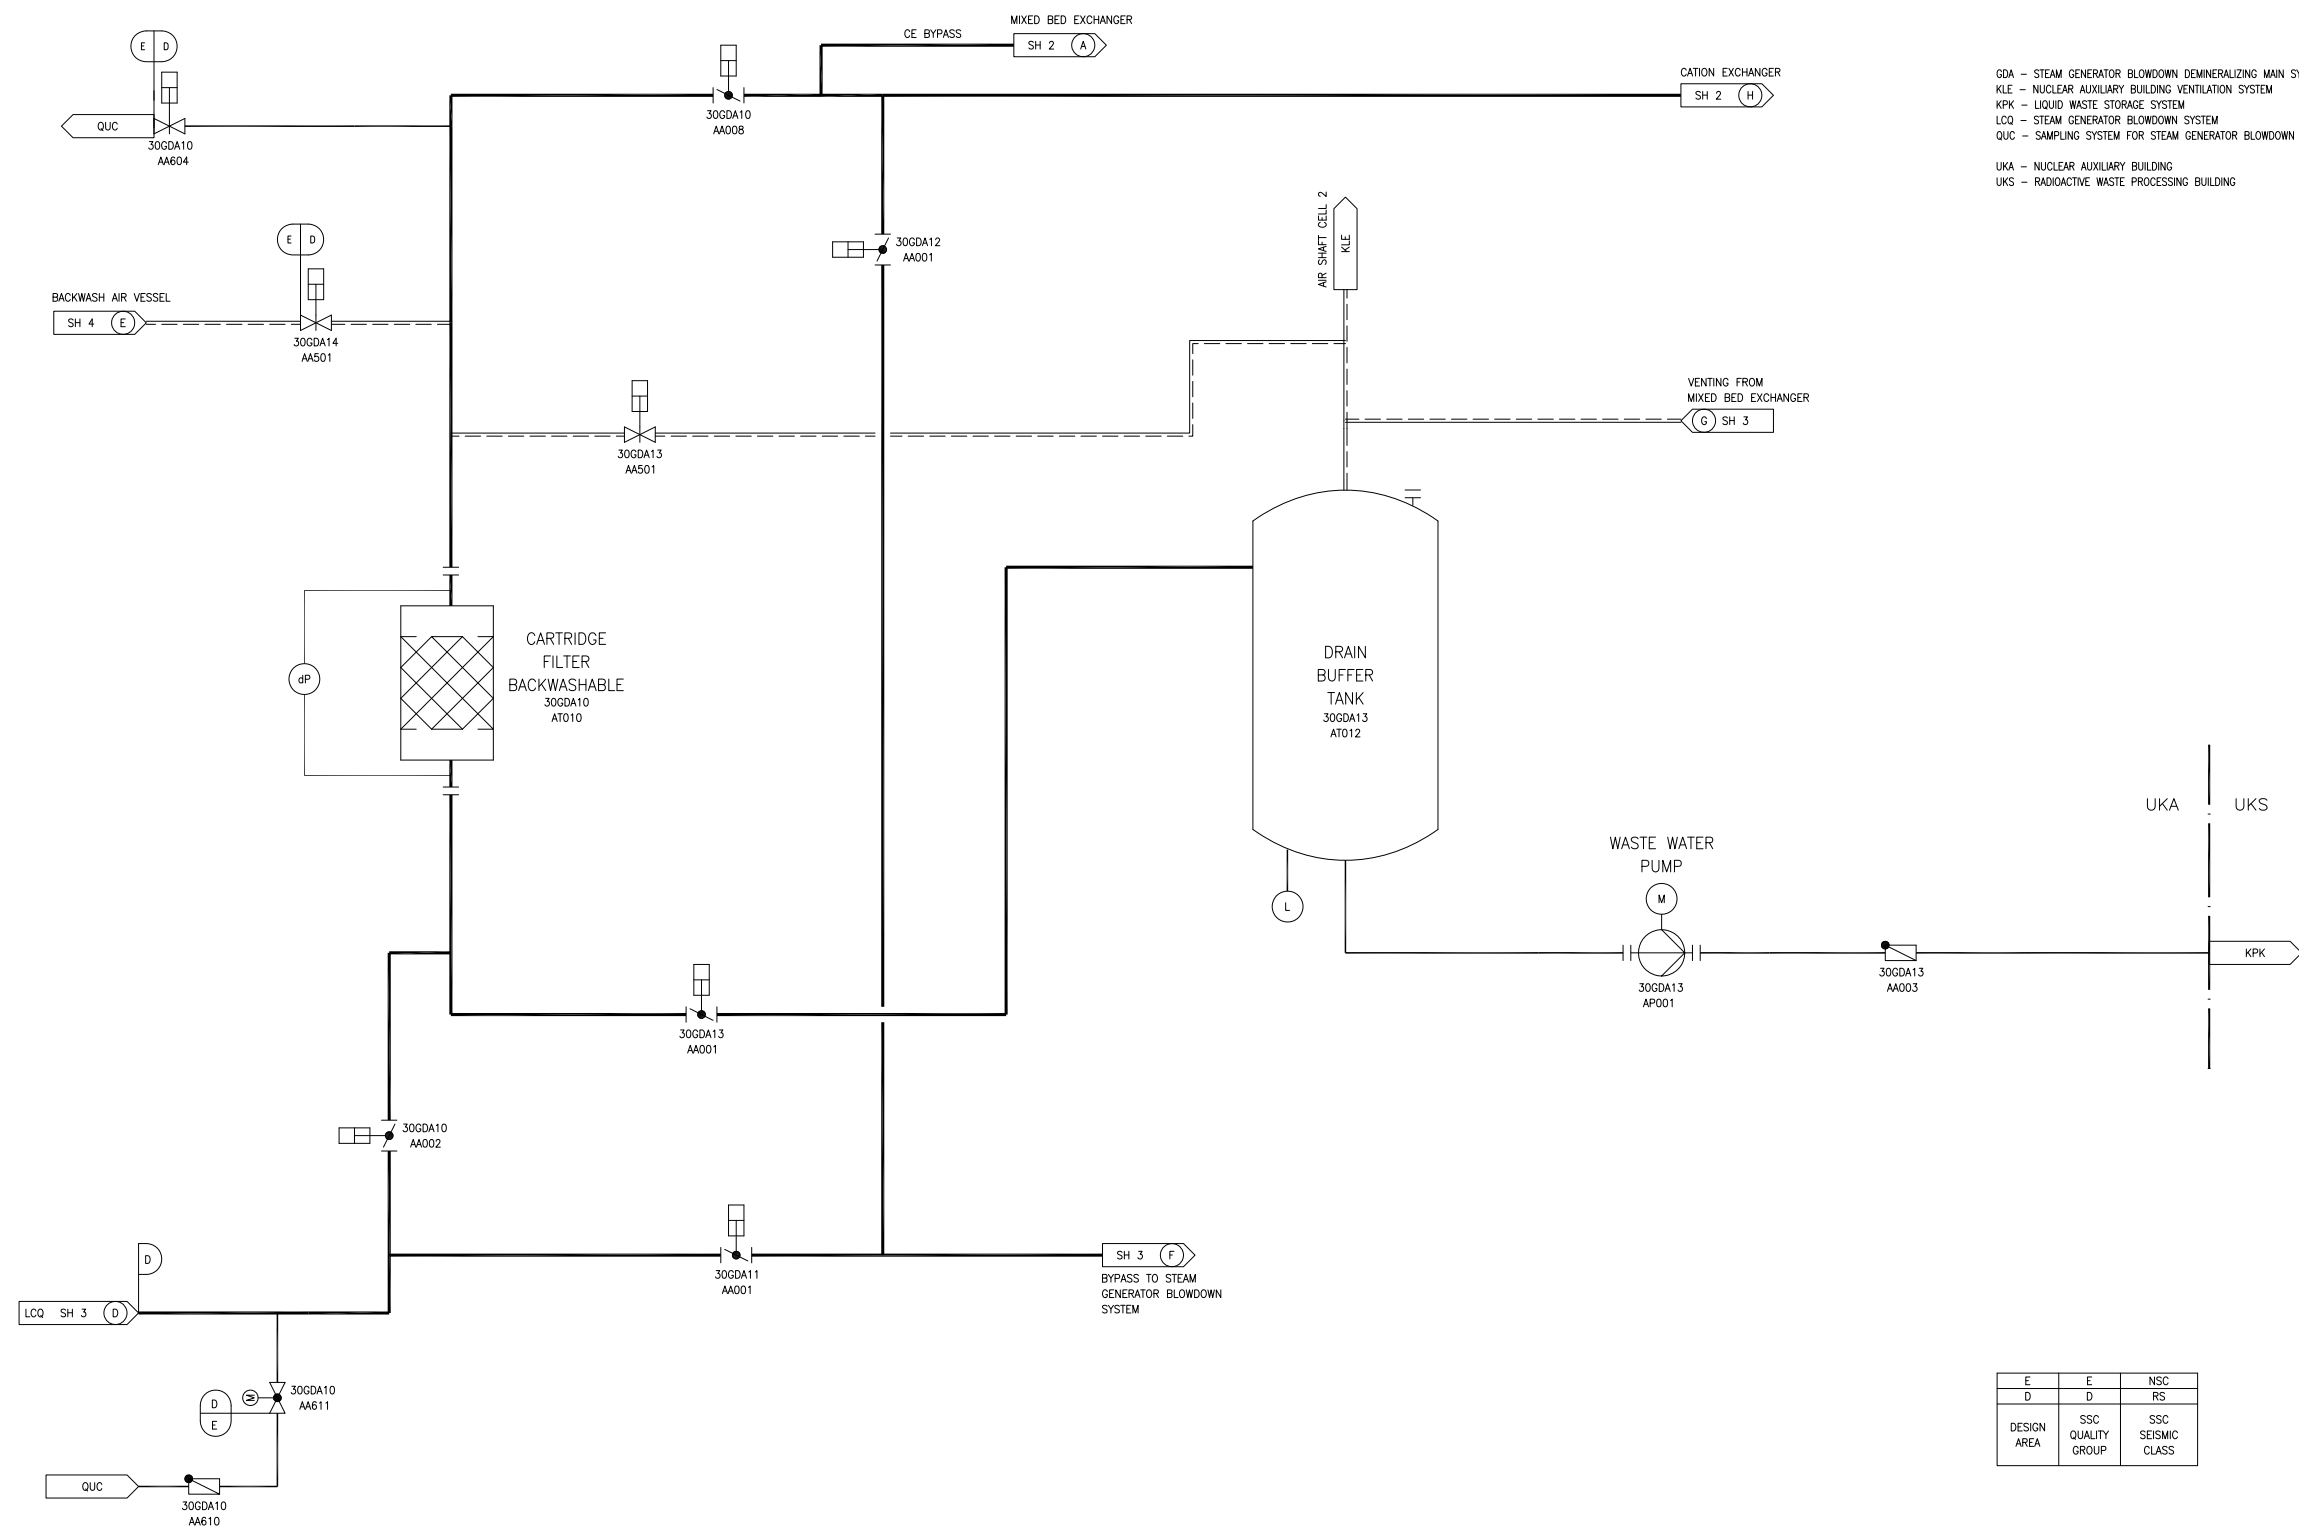 MIXED BED EXCHANGER
CE BYPASS
SH 2 A
E D
CATION EXCHANGER
SH 2 H
QUC
30GDA10
AA604
30GDA10
AA008
GDA – STEAM GENERATOR BLOWDOWN DEMINERALIZING MAIN SY
KLE – NUCLEAR AUXILIARY BUILDING VENTILATION SYSTEM
KPK – LIQUID WASTE STORAGE SYSTEM
LCQ – STEAM GENERATOR BLOWDOWN SYSTEM
QUC – SAMPLING SYSTEM FOR STEAM GENERATOR BLOWDOWN
UKA – NUCLEAR AUXILIARY BUILDING
UKS – RADIOACTIVE WASTE PROCESSING BUILDING
E D
30GDA12
AA001
AIR SHAFT CELL 2
KLE
BACKWASH AIR VESSEL
SH 4 E
30GDA14
AA501
VENTING FROM
MIXED BED EXCHANGER
G SH 3
30GDA13
AA501
dP
CARTRIDGE
FILTER
BACKWASHABLE
30GDA10
AT010
DRAIN
BUFFER
TANK
30GDA13
AT012
L
UKA UKS
WASTE WATER
PUMP
M
30GDA13
AP001
30GDA13
AA003
KPK
30GDA13
AA001
30GDA10
AA002
30GDA11
AA001
SH 3 F
BYPASS TO STEAM
GENERATOR BLOWDOWN
SYSTEM
D
LCQ SH 3 D
30GDA10
AA611
M
D
E
QUC
30GDA10
AA610
E E NSC
D D RS
DESIGN
AREA
SSC
QUALITY
GROUP
SSC
SEISMIC
CLASS